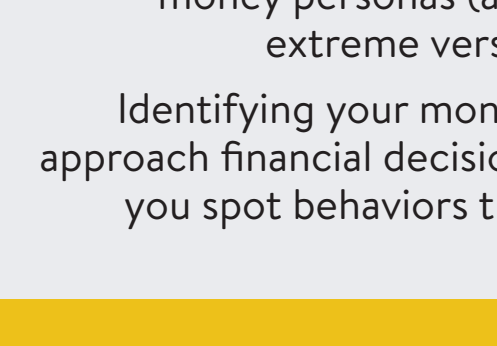 money personas (a
extreme vers
Identifying your mon
approach financial decisio
you spot behaviors t